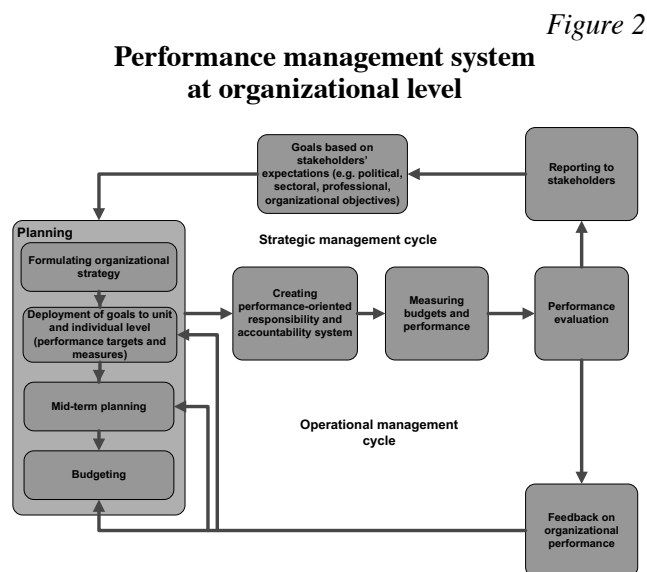 Figure 2
Performance management system
at organizational level
Goals based on
stakeholders’
expectations (e.g. political,
sectoral, professional,
organizational objectives)
Reporting to
stakeholders
Planning
Strategic management cycle
Formulating organizational
strategy
Deployment of goals to unit
and individual level
(performance targets and
measures)
Creating
performance-oriented
responsibility and
accountability system
Measuring
budgets and
performance
Performance
evaluation
Mid-term planning
Operational management
cycle
Budgeting
Feedback on
organizational
performance